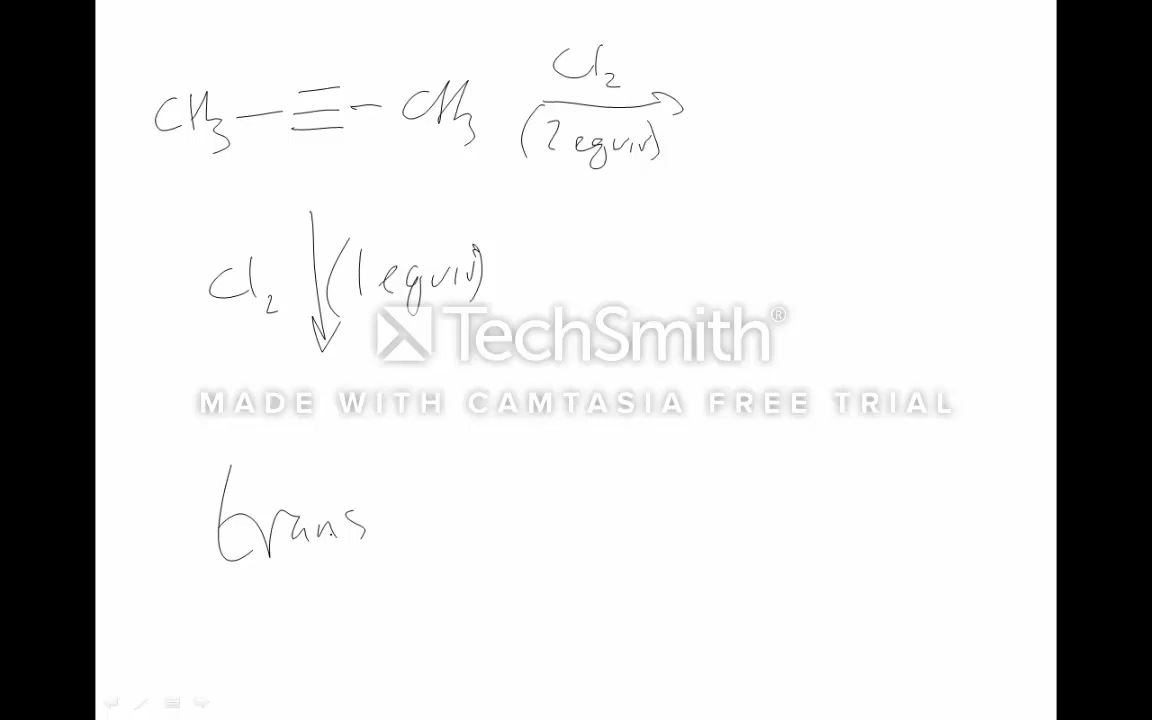 Cl2
CH3—≡—CH3
(2 equiv)
Cl2 (1 equiv)
TechSmith®
MADE WITH CAMTASIA FREE TRIAL
trans